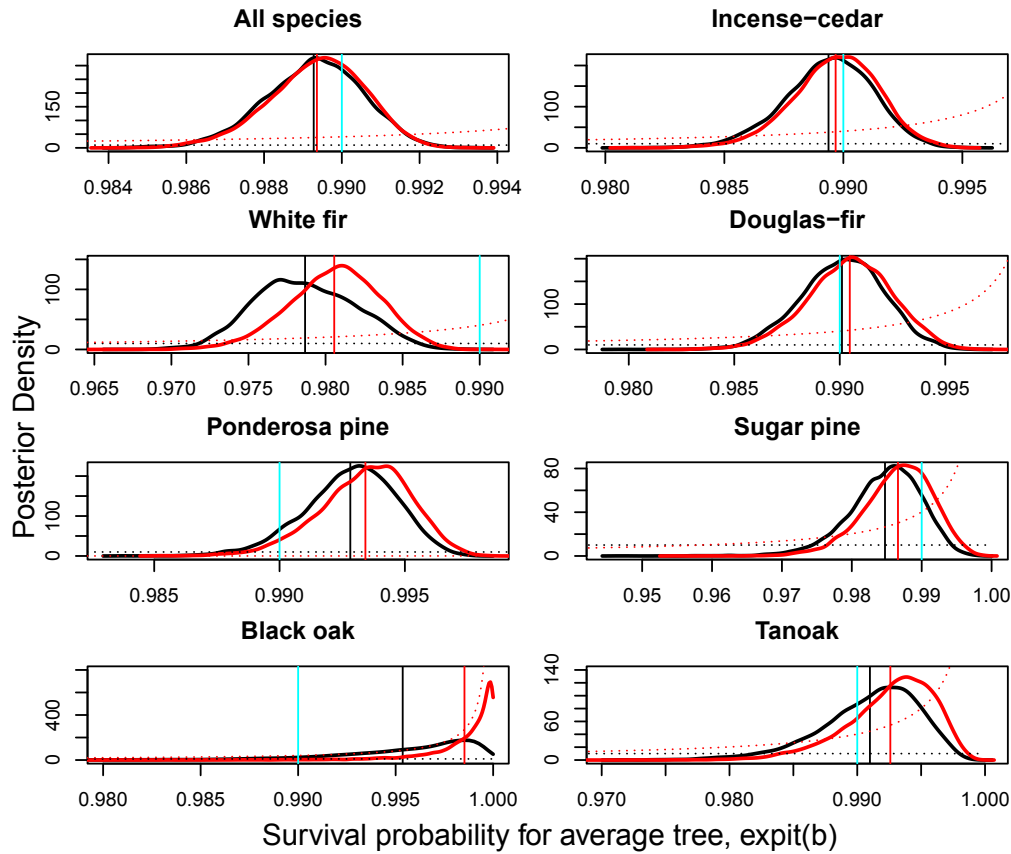 All species
Incense−cedar
150
0
100
0
0.984 0.986 0.988 0.990 0.992 0.994
0.980 0.985 0.990 0.995
White fir
Douglas−fir
100
0
100
0
0.965 0.970 0.975 0.980 0.985 0.990
0.980 0.985 0.990 0.995
Ponderosa pine
Sugar pine
100
0
80
40
0
0.985 0.990 0.995
0.95 0.96 0.97 0.98 0.99 1.00
Black oak
Tanoak
400
0
140
60
0
0.980 0.985 0.990 0.995 1.000
0.970 0.980 0.990 1.000
Posterior Density
Survival probability for average tree, expit(b)